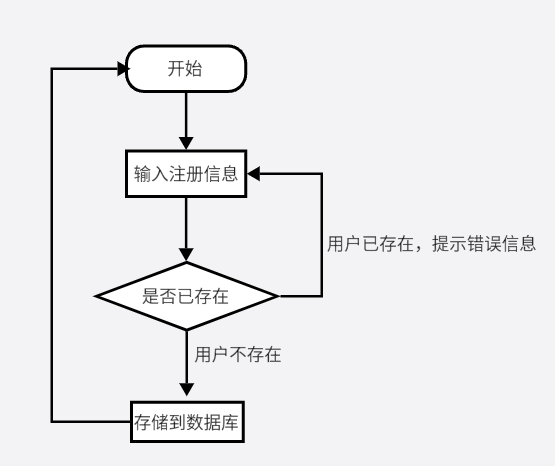 开始
输入注册信息
用户已存在，提示错误信息
是否已存在
用户不存在
存储到数据库